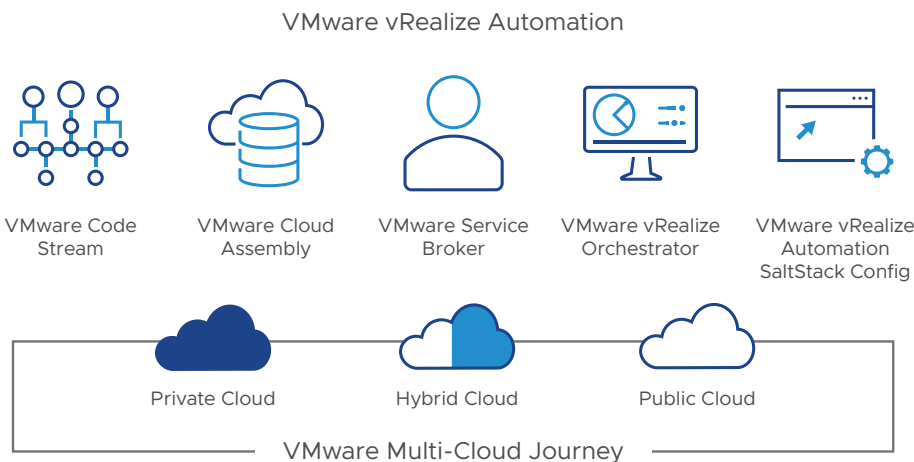 VMware vRealize Automation
VMware Code
Stream
VMware Cloud
Assembly
VMware Service
Broker
VMware vRealize
Orchestrator
VMware vRealize
Automation
SaltStack Config
Private Cloud
Hybrid Cloud
Public Cloud
VMware Multi-Cloud Journey